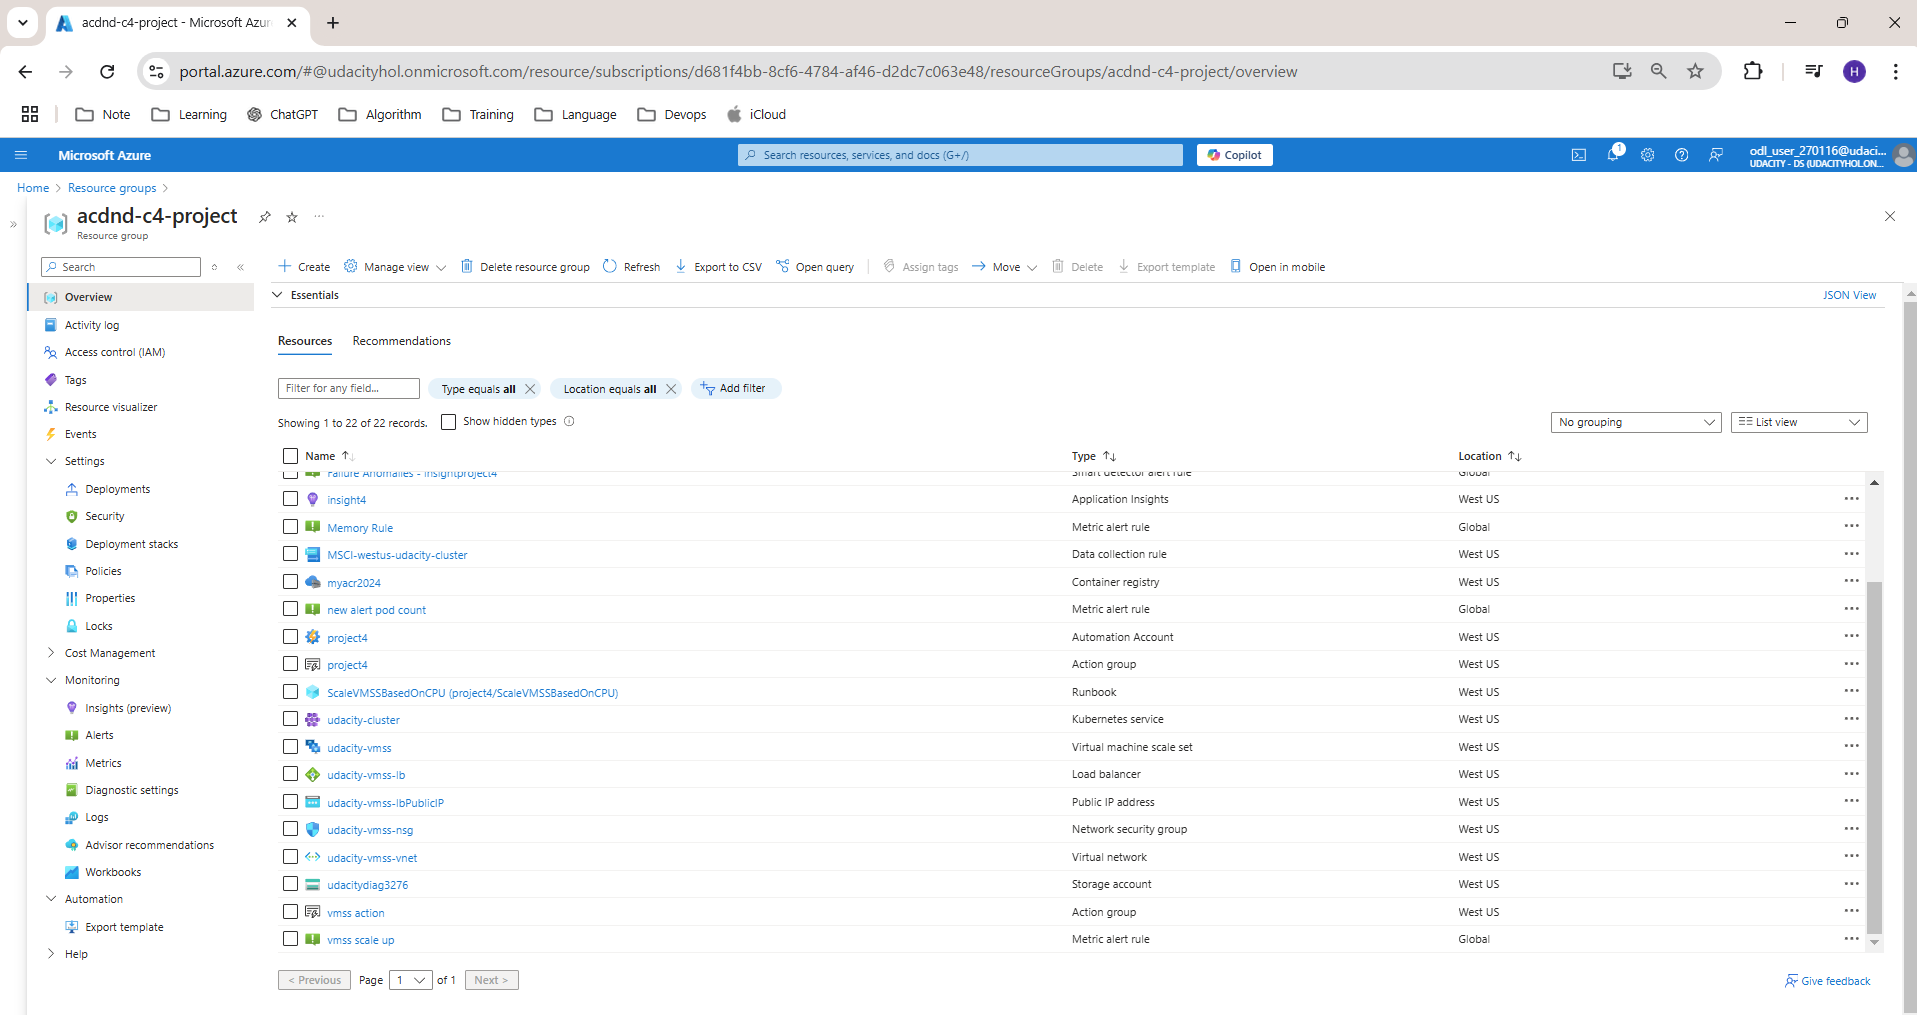 acdnd-c4-project - Microsoft Azur
portal.azure.com/#@udacityhol.onmicrosoft.com/resource/subscriptions/d681f4bb-8cf6-4784-af46-d2dc7c063e48/resourceGroups/acdnd-c4-project/overview
H
Note Learning ChatGPT Algorithm Training Language Devops iCloud
Microsoft Azure
Search resources, services, and docs (G+/)
Copilot
1
odl_user_270116@udaci...
UDACITY - DS (UDACITYHOL.ON...
Home > Resource groups >
acdnd-c4-project
Resource group
Search
Create Manage view Delete resource group Refresh Export to CSV Open query Assign tags Move Delete Export template Open in mobile
Overview
Activity log
Access control (IAM)
Tags
Resource visualizer
Events
Settings
Deployments
Security
Deployment stacks
Policies
Properties
Locks
Cost Management
Monitoring
Insights (preview)
Alerts
Metrics
Diagnostic settings
Logs
Advisor recommendations
Workbooks
Automation
Export template
Help
Essentials
JSON View
Resources Recommendations
Filter for any field... Type equals all Location equals all Add filter
Showing 1 to 22 of 22 records. Show hidden types
No grouping List view
Name Type Location
Failure Anomalies - insightproject4 Smart detector alert rule Global
insight4 Application Insights West US
Memory Rule Metric alert rule Global
MSCI-westus-udacity-cluster Data collection rule West US
myacr2024 Container registry West US
new alert pod count Metric alert rule Global
project4 Automation Account West US
project4 Action group West US
ScaleVMSSBasedOnCPU (project4/ScaleVMSSBasedOnCPU) Runbook West US
udacity-cluster Kubernetes service West US
udacity-vmss Virtual machine scale set West US
udacity-vmss-lb Load balancer West US
udacity-vmss-lbPublicIP Public IP address West US
udacity-vmss-nsg Network security group West US
udacity-vmss-vnet Virtual network West US
udacitydiag3276 Storage account West US
vmss action Action group West US
vmss scale up Metric alert rule Global
< Previous Page 1 of 1 Next >
Give feedback